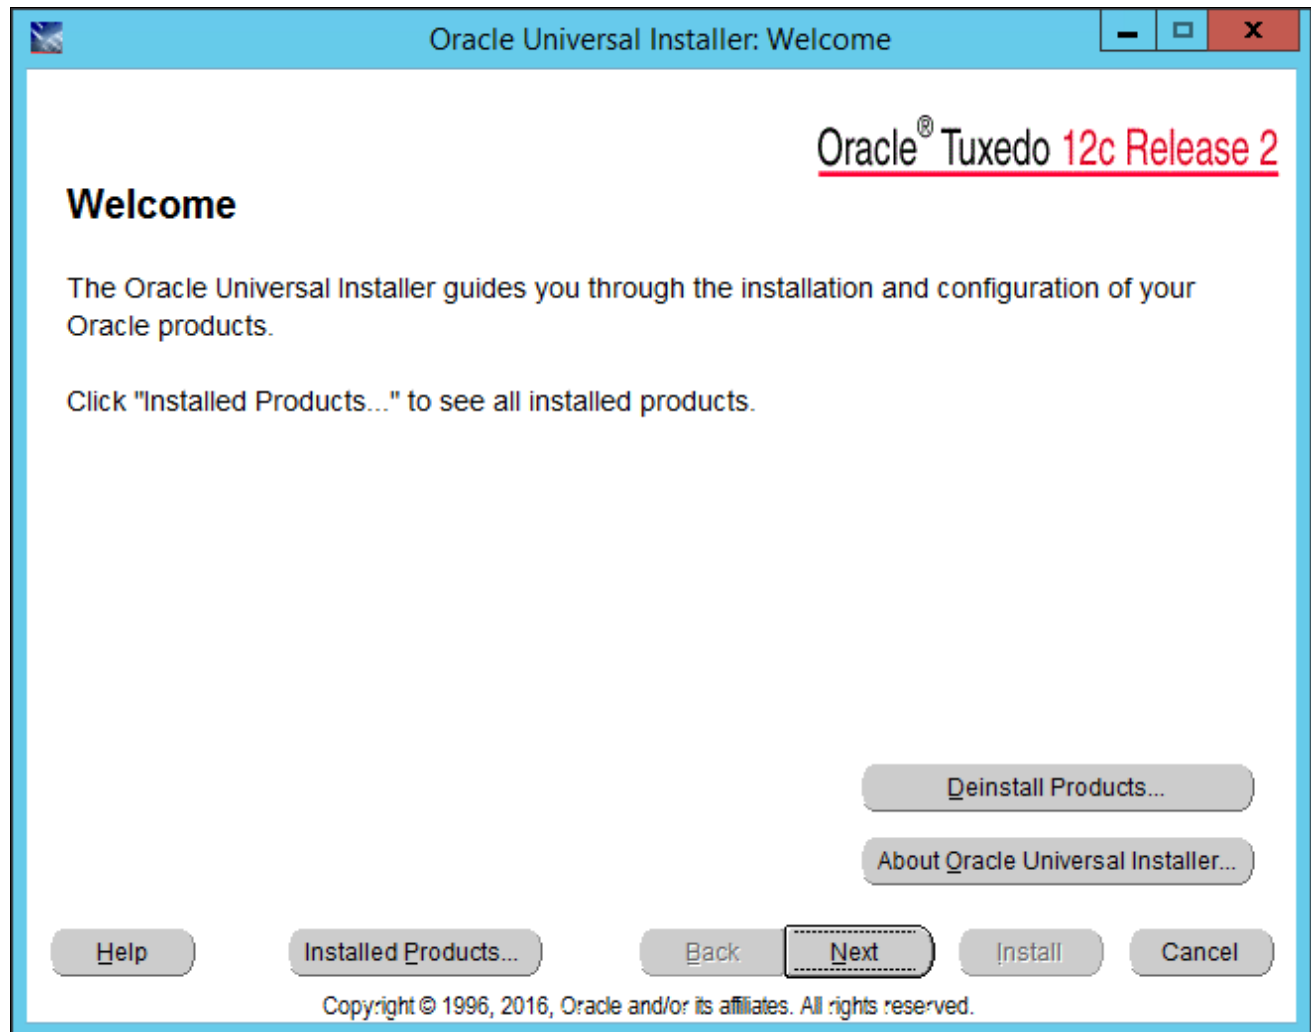 Oracle Universal Installer: Welcome
Oracle® Tuxedo 12c Release 2
Welcome
The Oracle Universal Installer guides you through the installation and configuration of your
Oracle products.
Click "Installed Products..." to see all installed products.
Deinstall Products...
About Oracle Universal Installer...
Help
Installed Products...
Back
Next
Install
Cancel
Copyright © 1996, 2016, Oracle and/or its affiliates. All rights reserved.